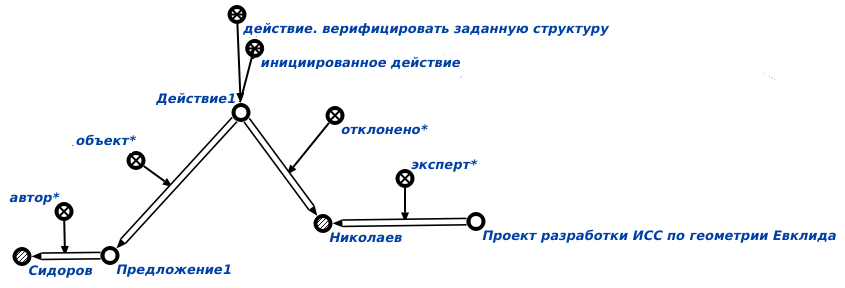 действие. верифицировать заданную структуру
инициированное действие
Действие1
отклонено*
объект*
эксперт*
автор*
Николаев
Проект разработки ИСС по геометрии Евклида
Сидоров
Предложение1